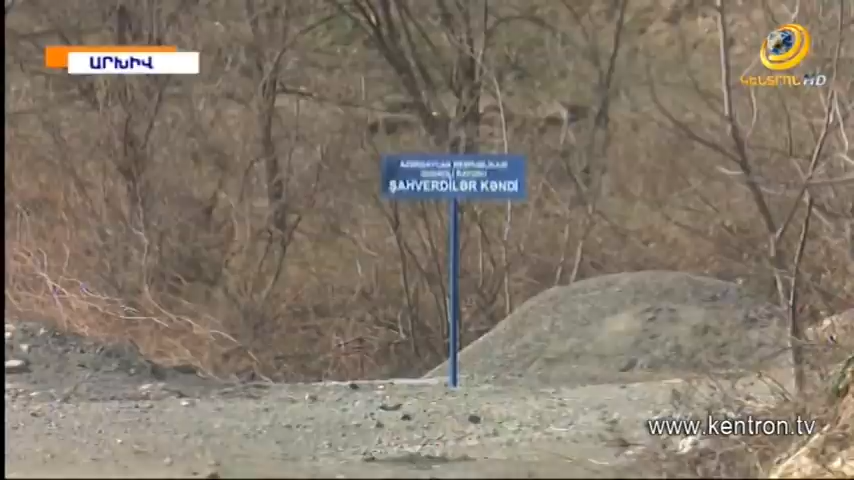 ԱՐԽԻՎ
ԿԵՆՏՐՈՆ HD
AZƏRBAYCAN RESPUBLİKASI
QUBADLI RAYONU
ŞAHVERDİLƏR KƏNDİ
www.kentron.tv